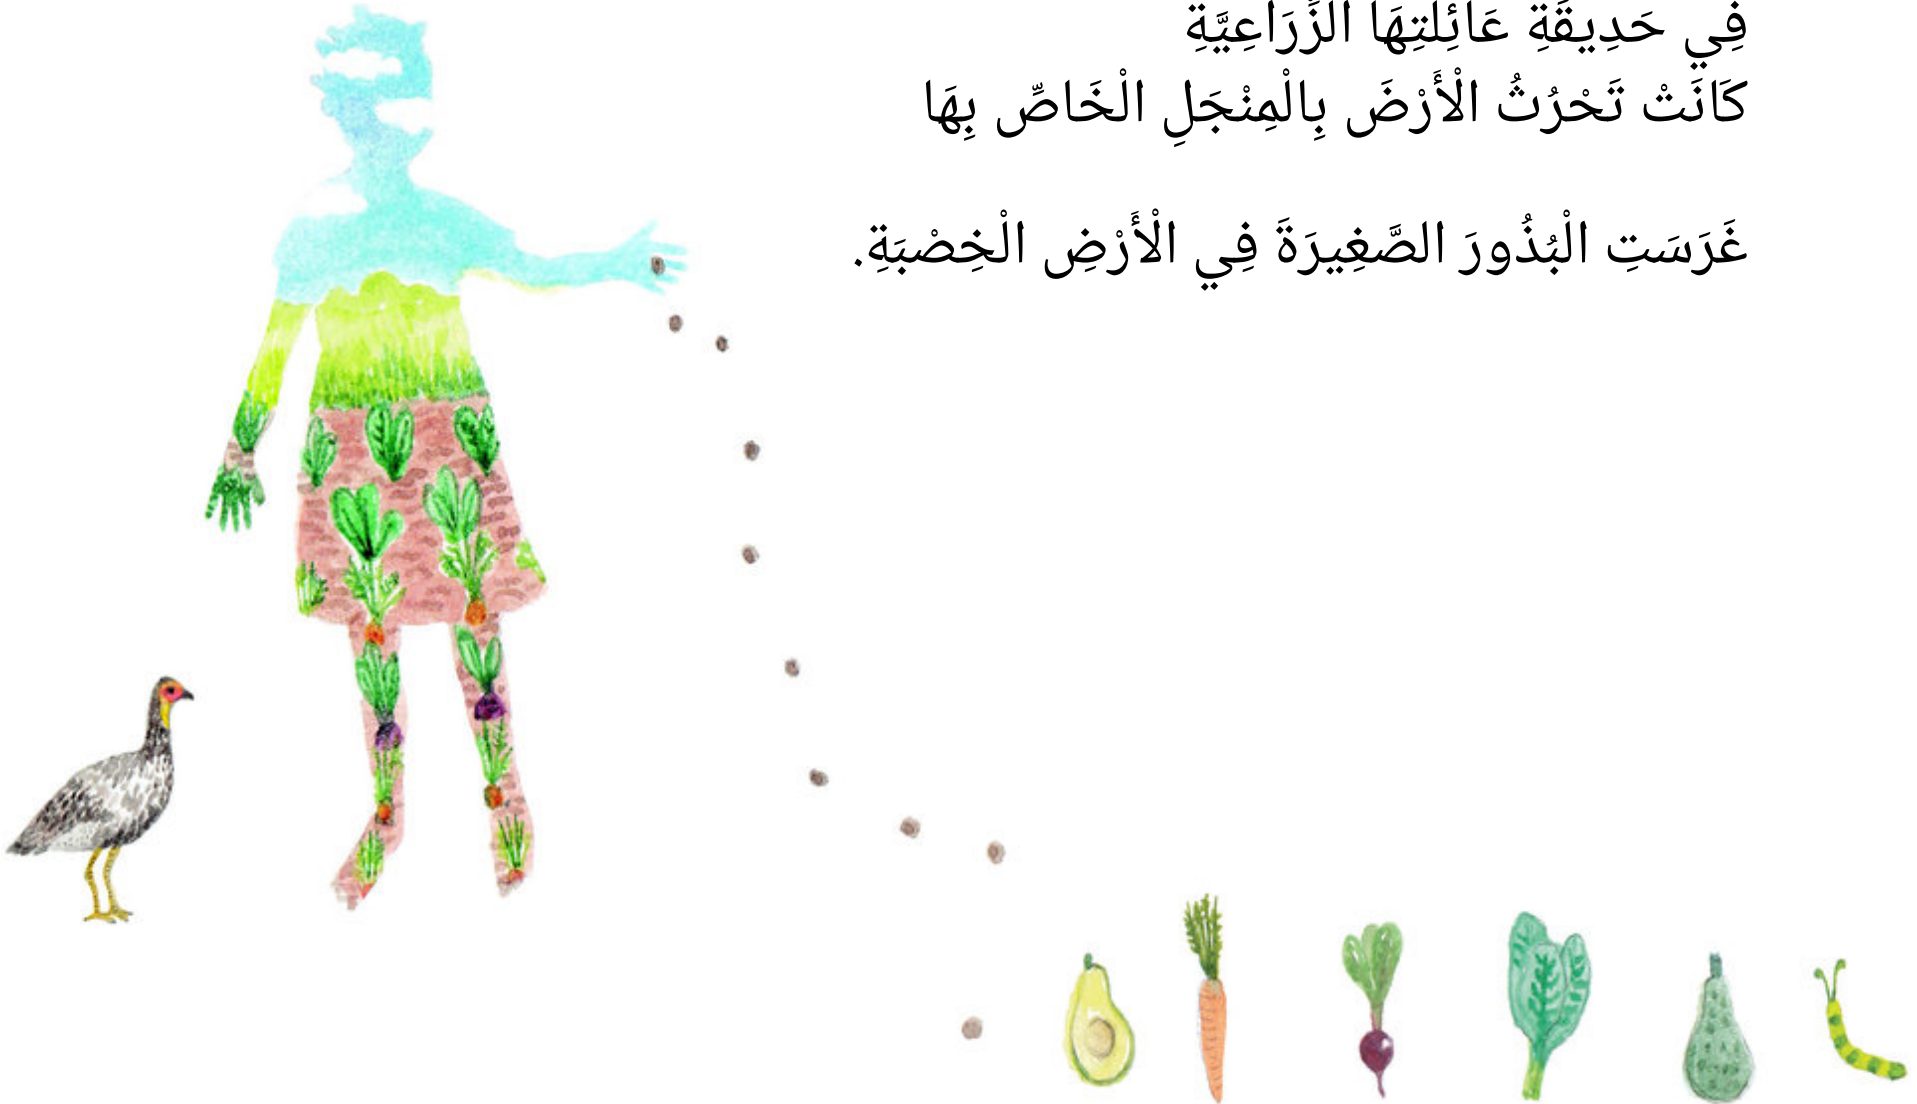 فِي حَدِيقَةِ عَائِلَتِهَا الزِّرَاعِيَّةِ
كَانَتْ تَحْرُثُ الْأَرْضَ بِالْمِنْجَلِ الْخَاصِّ بِهَا
غَرَسَتِ الْبُذُورَ الصَّغِيرَةَ فِي الْأَرْضِ الْخِصْبَةِ.